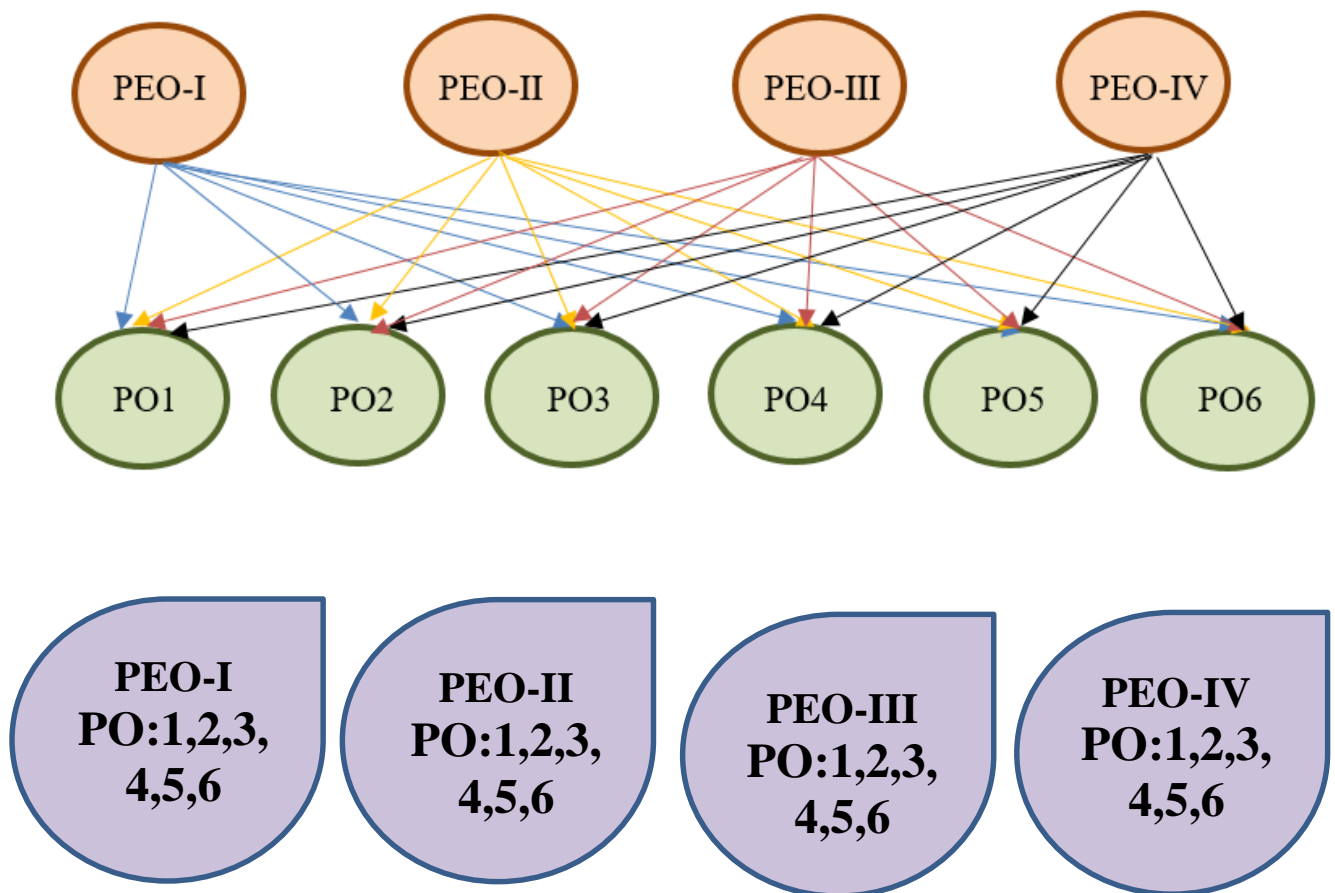 PEO-I
PEO-II
PEO-III
PEO-IV
PO1
PO2
PO3
PO4
PO5
PO6
PEO-I
PO:1,2,3,
4,5,6
PEO-II
PO:1,2,3,
4,5,6
PEO-III
PO:1,2,3,
4,5,6
PEO-IV
PO:1,2,3,
4,5,6